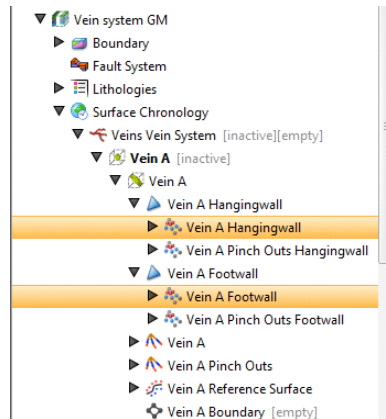 Vein system GM
Boundary
Fault System
Lithologies
Surface Chronology
Veins Vein System [inactive][empty]
Vein A [inactive]
Vein A
Vein A Hangingwall
Vein A Hangingwall
Vein A Pinch Outs Hangingwall
Vein A Footwall
Vein A Footwall
Vein A Pinch Outs Footwall
Vein A
Vein A Pinch Outs
Vein A Reference Surface
Vein A Boundary [empty]